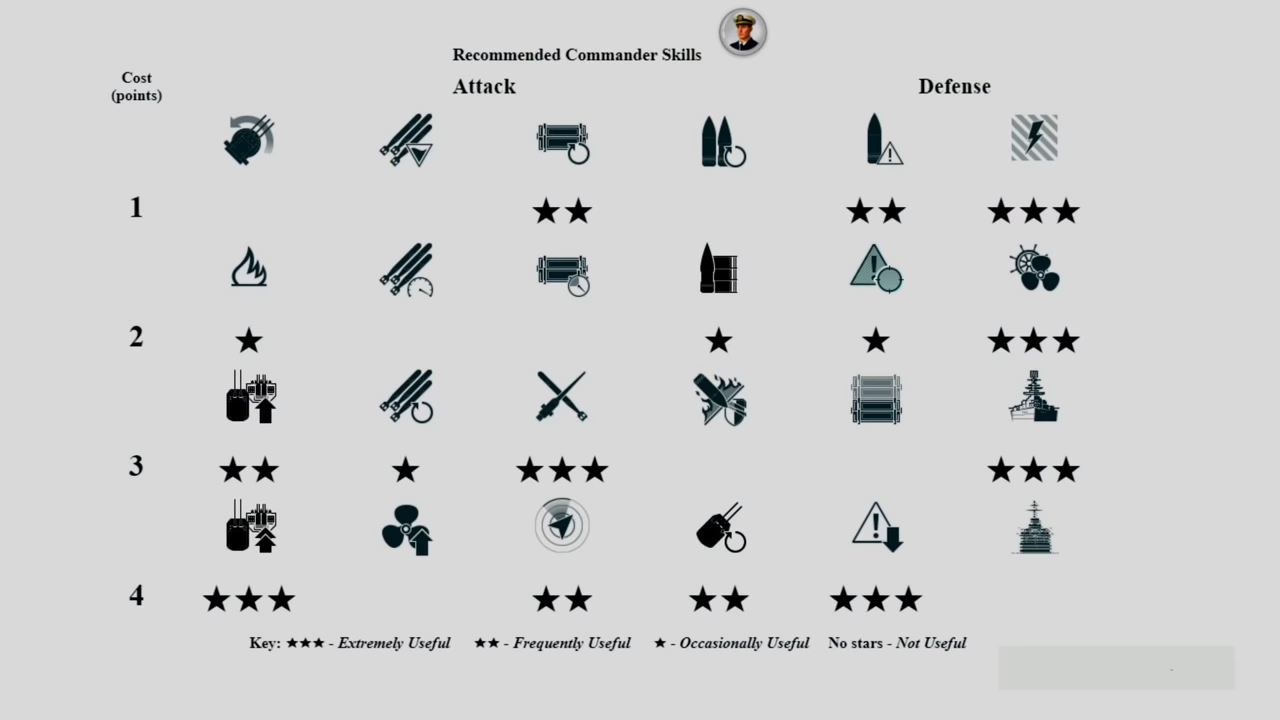 Recommended Commander Skills
Cost
(points)
Attack
Defense
1
★★ ★★ ★★★
2
★ ★ ★ ★★★
3
★★ ★ ★★★ ★★★
4
★★★ ★★ ★★ ★★★
Key: ★★★ - Extremely Useful ★★ - Frequently Useful ★ - Occasionally Useful No stars - Not Useful